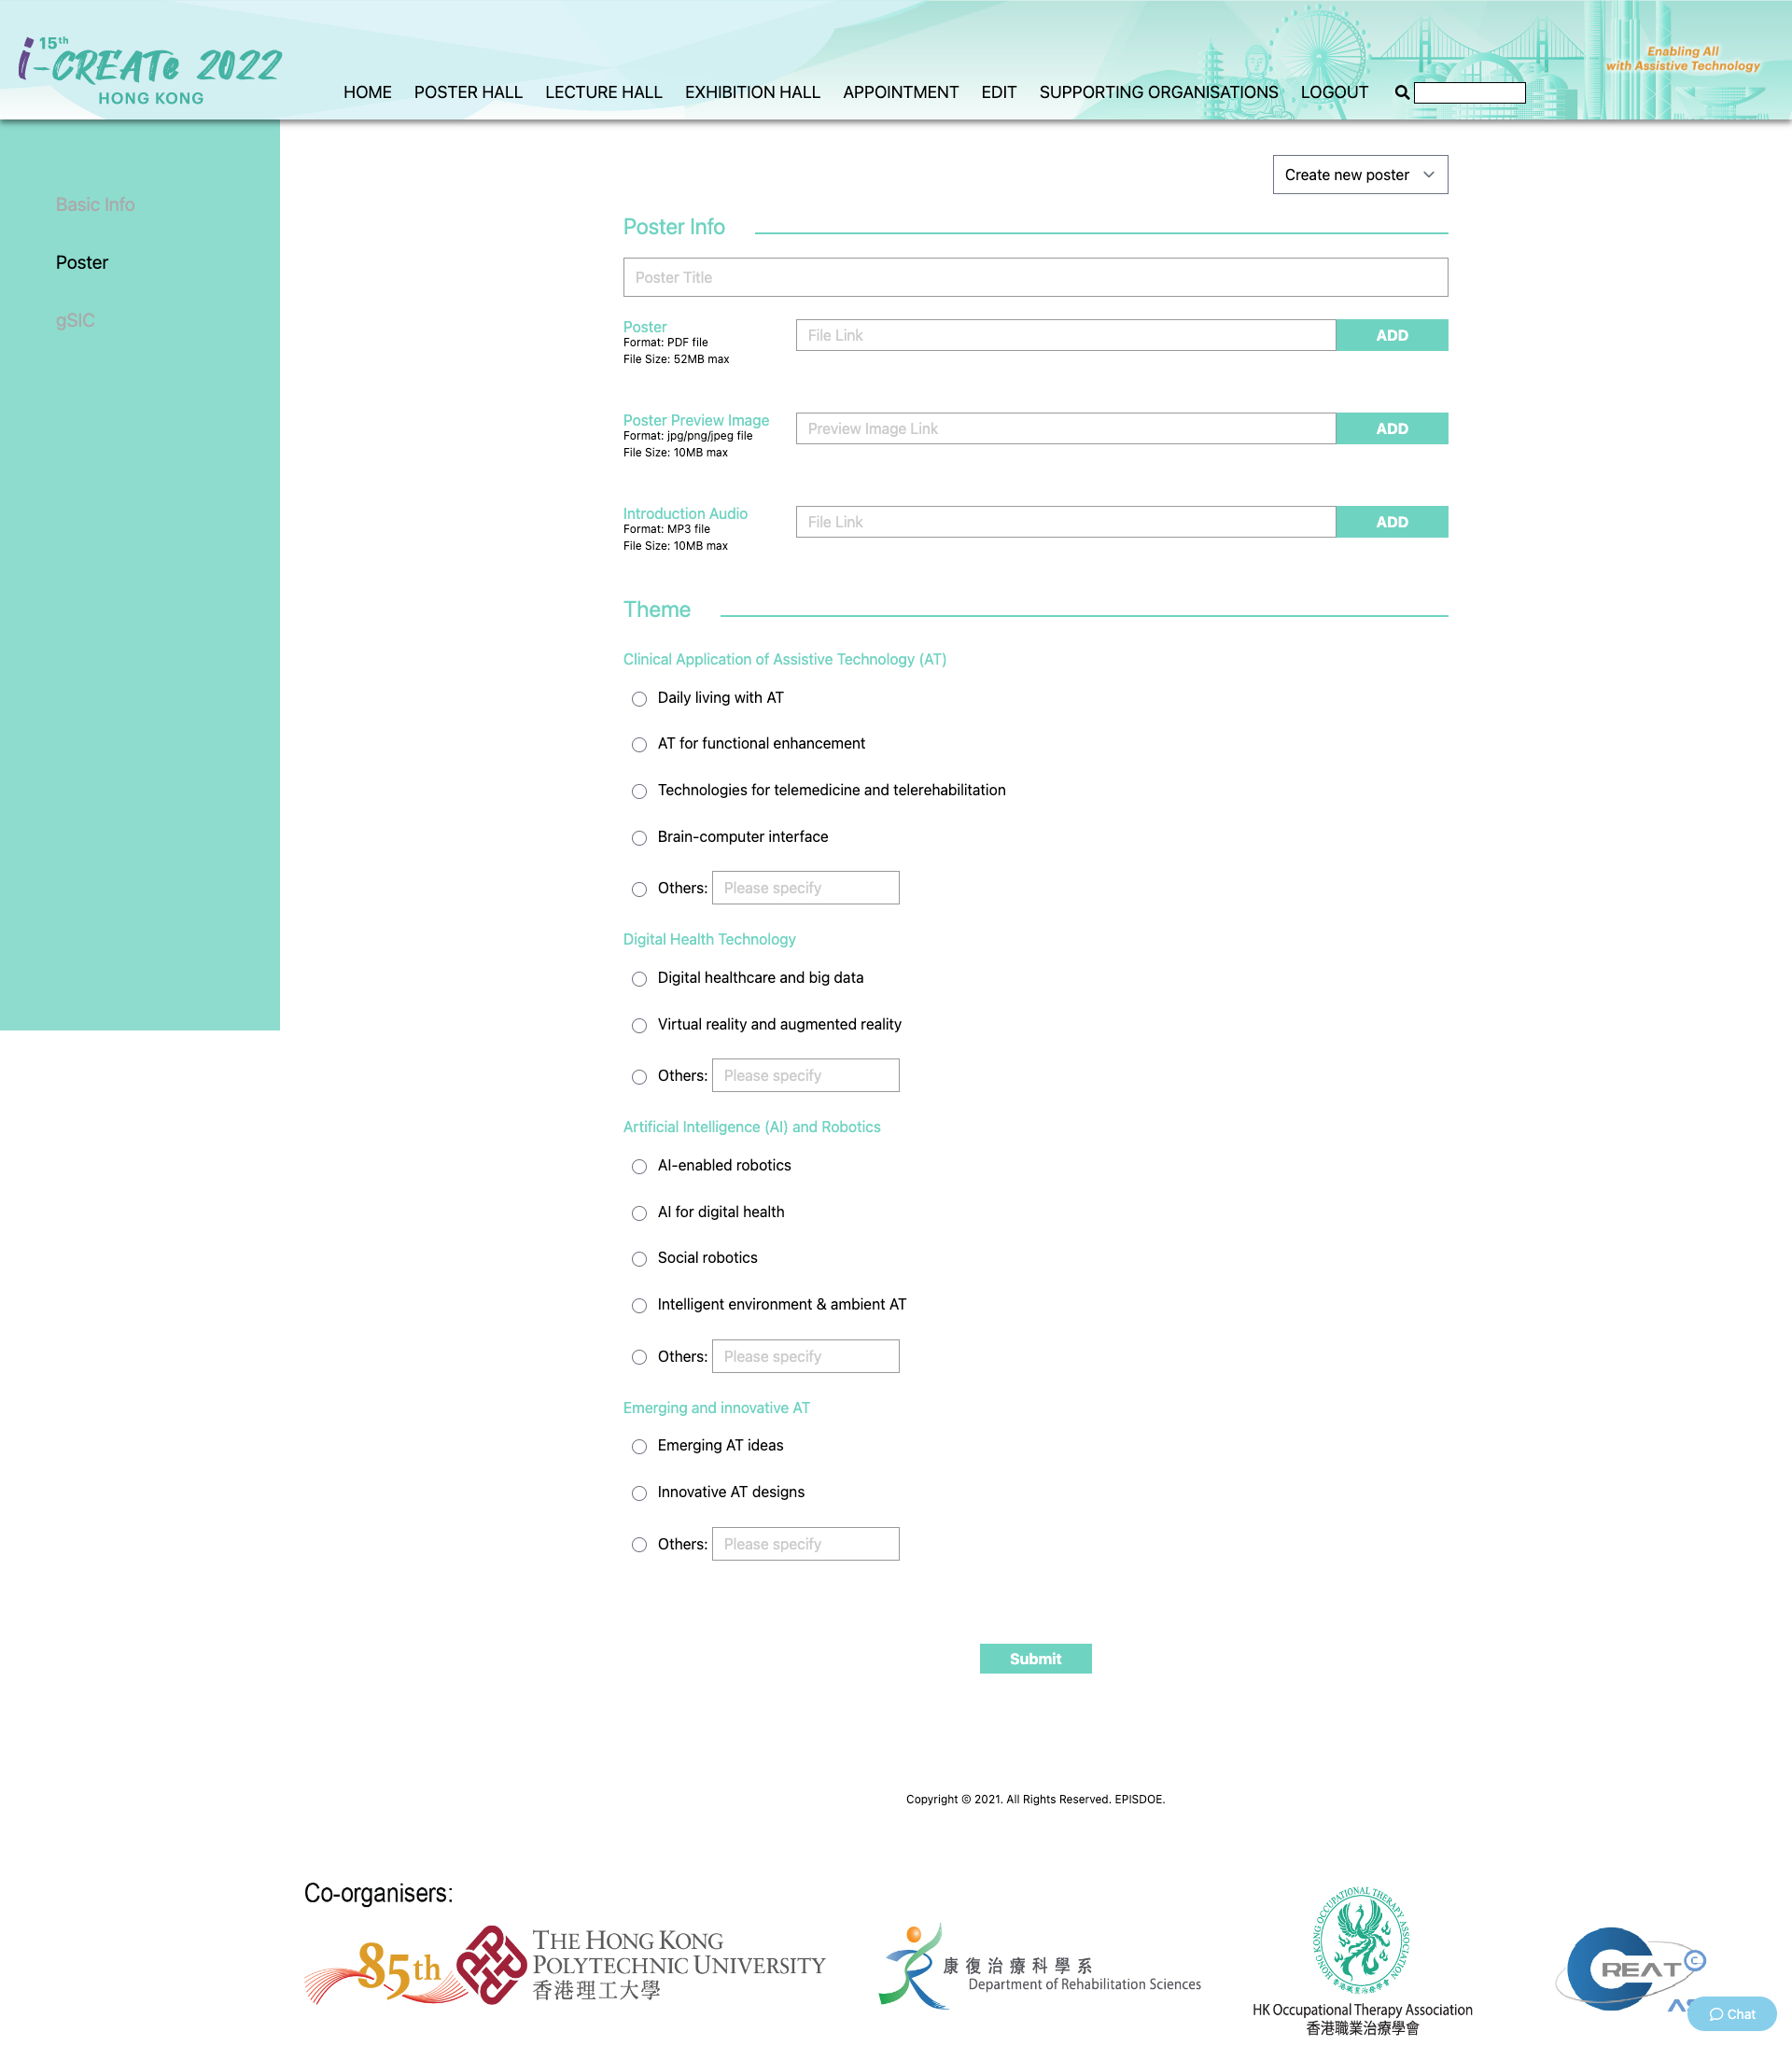 15th
i-CREATe 2022
HONG KONG
Enabling All
with Assistive Technology
HOME POSTER HALL LECTURE HALL EXHIBITION HALL APPOINTMENT EDIT SUPPORTING ORGANISATIONS LOGOUT
Basic Info
Poster
gSIC
Create new poster
Poster Info
Poster Title
Poster
Format: PDF file
File Size: 52MB max
File Link
ADD
Poster Preview Image
Format: jpg/png/jpeg file
File Size: 10MB max
Preview Image Link
ADD
Introduction Audio
Format: MP3 file
File Size: 10MB max
File Link
ADD
Theme
Clinical Application of Assistive Technology (AT)
Daily living with AT
AT for functional enhancement
Technologies for telemedicine and telerehabilitation
Brain-computer interface
Others: Please specify
Digital Health Technology
Digital healthcare and big data
Virtual reality and augmented reality
Others: Please specify
Artificial Intelligence (AI) and Robotics
AI-enabled robotics
AI for digital health
Social robotics
Intelligent environment & ambient AT
Others: Please specify
Emerging and innovative AT
Emerging AT ideas
Innovative AT designs
Others: Please specify
Submit
Copyright © 2021. All Rights Reserved. EPISDOE.
Co-organisers:
85th
THE HONG KONG
POLYTECHNIC UNIVERSITY
香港理工大學
康復治療科學系
Department of Rehabilitation Sciences
HONG KONG OCCUPATIONAL THERAPY ASSOCIATION
香港職業治療學會
HK Occupational Therapy Association
香港職業治療學會
CREATC
Chat